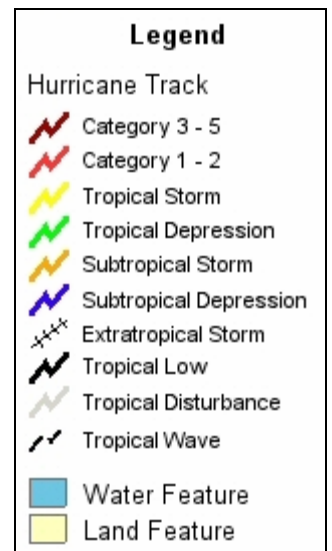 Legend
Hurricane Track
Category 3 - 5
Category 1 - 2
Tropical Storm
Tropical Depression
Subtropical Storm
Subtropical Depression
Extratropical Storm
Tropical Low
Tropical Disturbance
Tropical Wave
Water Feature
Land Feature